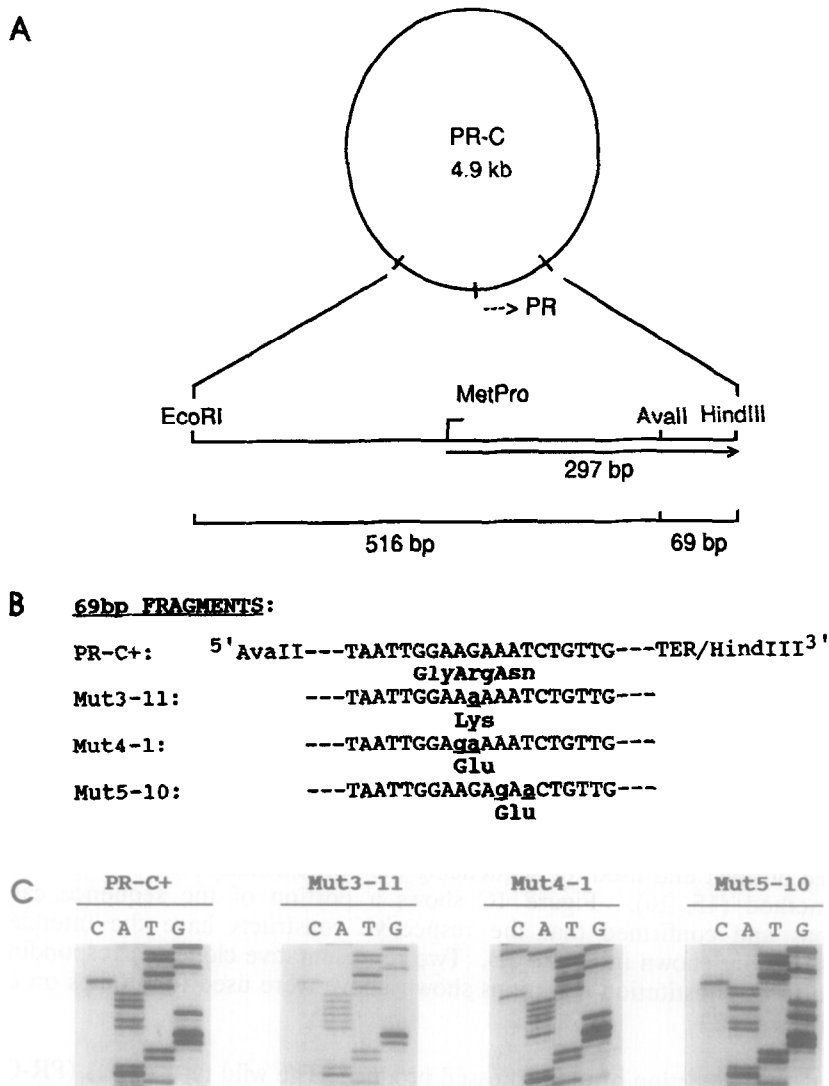 A
PR-C
4.9 kb
---> PR
MetPro
EcoRI
AvaII HindIII
297 bp
516 bp
69 bp
B
69bp FRAGMENTS:
PR-C+: 5'AvaII---TAATTGGAAGAAATCTGTTG---TER/HindIII3'
GlyArgAsn
Mut3-11: ---TAATTGGAAaAAATCTGTTG---
Lys
Mut4-1: ---TAATTGGAgaAAATCTGTTG---
Glu
Mut5-10: ---TAATTGGAAGAgAaCTGTTG---
Glu
C
PR-C+ Mut3-11 Mut4-1 Mut5-10
C A T G C A T G C A T G C A T G